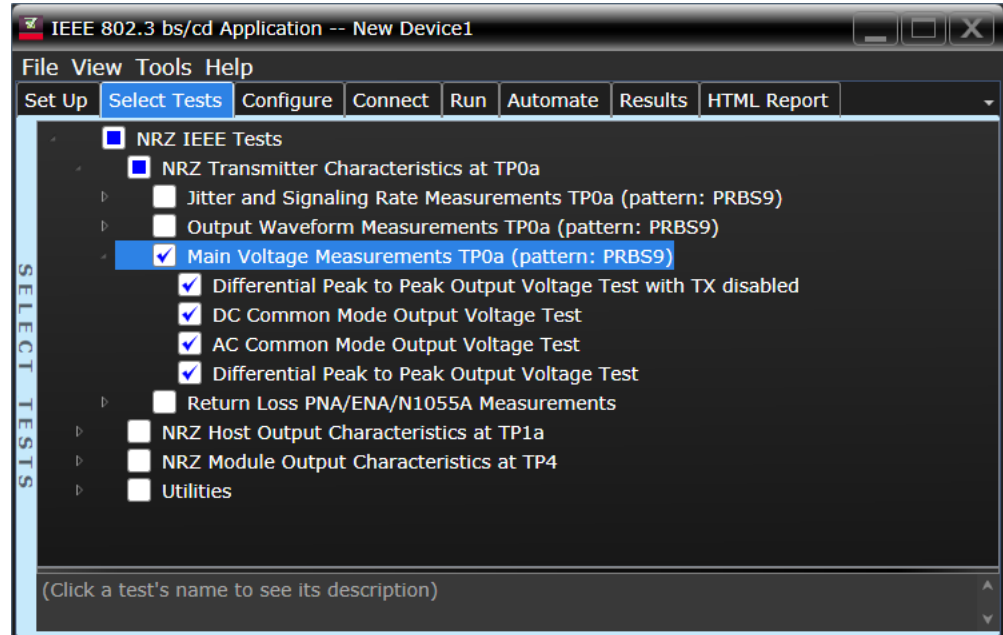 IEEE 802.3 bs/cd Application -- New Device1
File View Tools Help
Set Up Select Tests Configure Connect Run Automate Results HTML Report
SELECT TESTS
NRZ IEEE Tests
NRZ Transmitter Characteristics at TP0a
Jitter and Signaling Rate Measurements TP0a (pattern: PRBS9)
Output Waveform Measurements TP0a (pattern: PRBS9)
Main Voltage Measurements TP0a (pattern: PRBS9)
Differential Peak to Peak Output Voltage Test with TX disabled
DC Common Mode Output Voltage Test
AC Common Mode Output Voltage Test
Differential Peak to Peak Output Voltage Test
Return Loss PNA/ENA/N1055A Measurements
NRZ Host Output Characteristics at TP1a
NRZ Module Output Characteristics at TP4
Utilities
(Click a test's name to see its description)